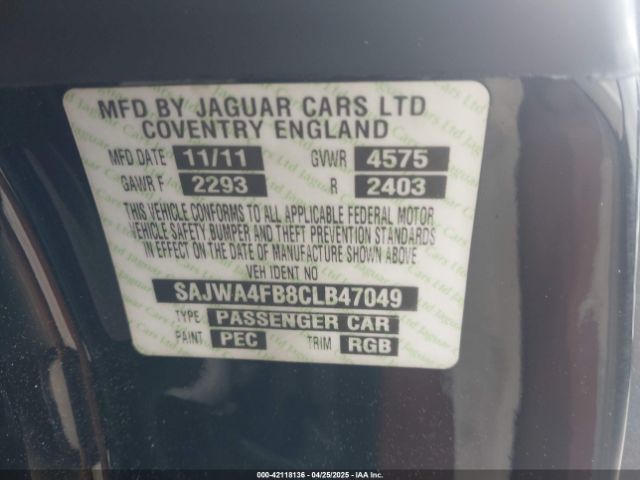 MFD BY JAGUAR CARS LTD
COVENTRY ENGLAND
MFD DATE 11/11 GVWR 4575
GAWR F 2293 R 2403
THIS VEHICLE CONFORMS TO ALL APPLICABLE FEDERAL MOTOR
VEHICLE SAFETY BUMPER AND THEFT PREVENTION STANDARDS
IN EFFECT ON THE DATE OF MANUFACTURE SHOWN ABOVE
VEH IDENT NO
SAJWA4FB8CLB47049
TYPE PASSENGER CAR
PAINT PEC TRIM RGB
000-42118136 - 04/25/2025 - IAA Inc.